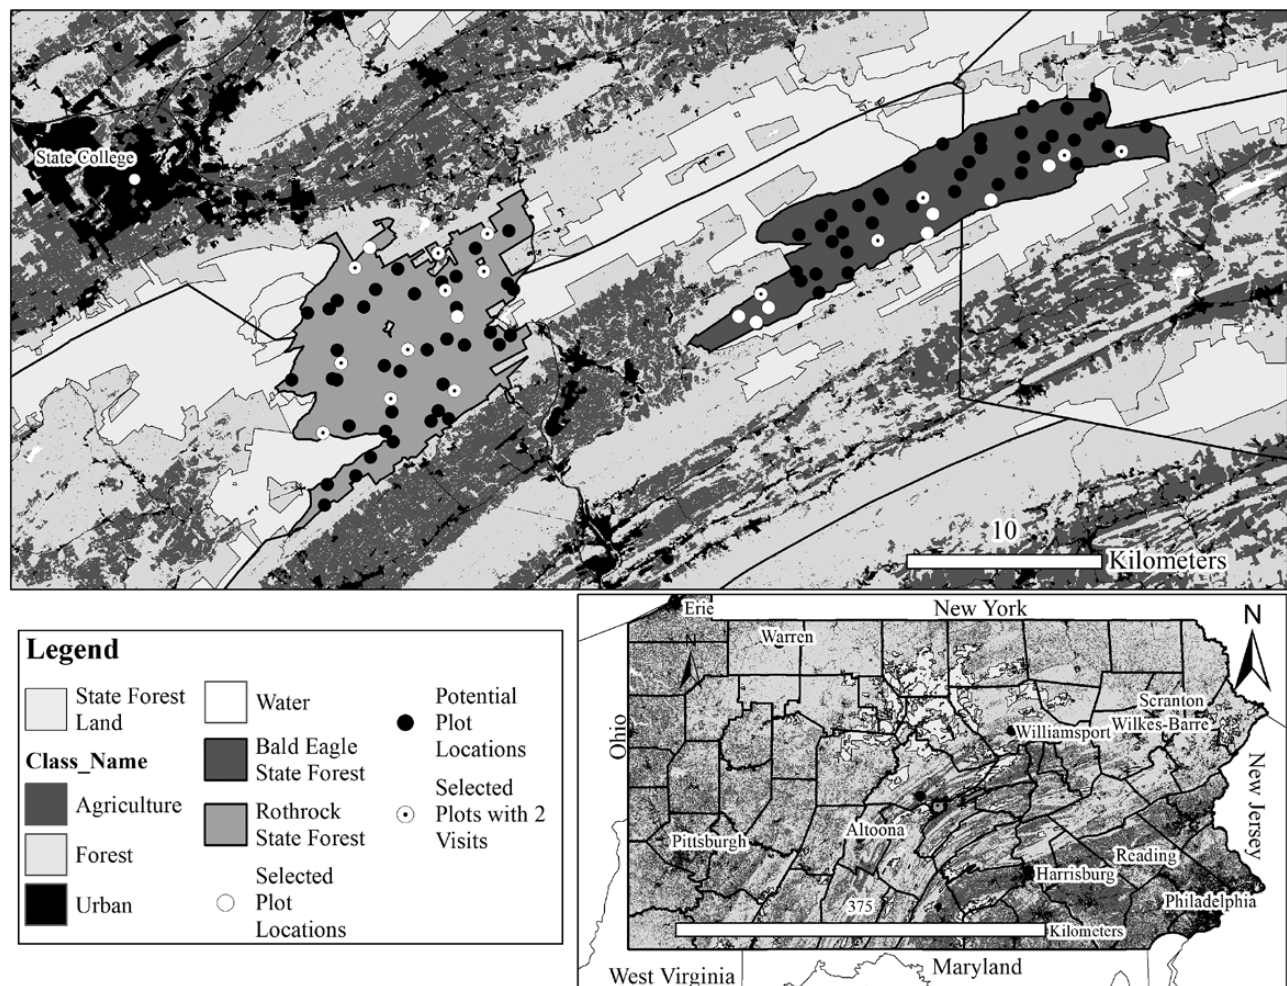 State College
10
Kilometers
Legend
State Forest
Land
Class_Name
Agriculture
Forest
Urban
Water
Bald Eagle
State Forest
Rothrock
State Forest
Selected
Plot
Locations
Potential
Plot
Locations
Selected
Plots with 2
Visits
Erie
New York
N
Warren
N
Scranton
Wilkes-Barre
Williamsport
Ohio
New Jersey
Altoona
Pittsburgh
Reading
Harrisburg
Philadelphia
375
Kilometers
West Virginia
Maryland